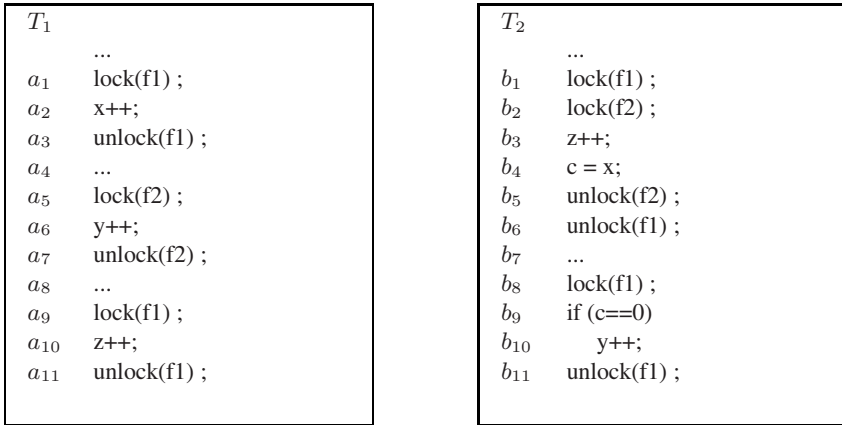 T₁
...
a₁ lock(f1) ;
a₂ x++;
a₃ unlock(f1) ;
a₄ ...
a₅ lock(f2) ;
a₆ y++;
a₇ unlock(f2) ;
a₈ ...
a₉ lock(f1) ;
a₁₀ z++;
a₁₁ unlock(f1) ;
T₂
...
b₁ lock(f1) ;
b₂ lock(f2) ;
b₃ z++;
b₄ c = x;
b₅ unlock(f2) ;
b₆ unlock(f1) ;
b₇ ...
b₈ lock(f1) ;
b₉ if (c==0)
b₁₀ y++;
b₁₁ unlock(f1) ;